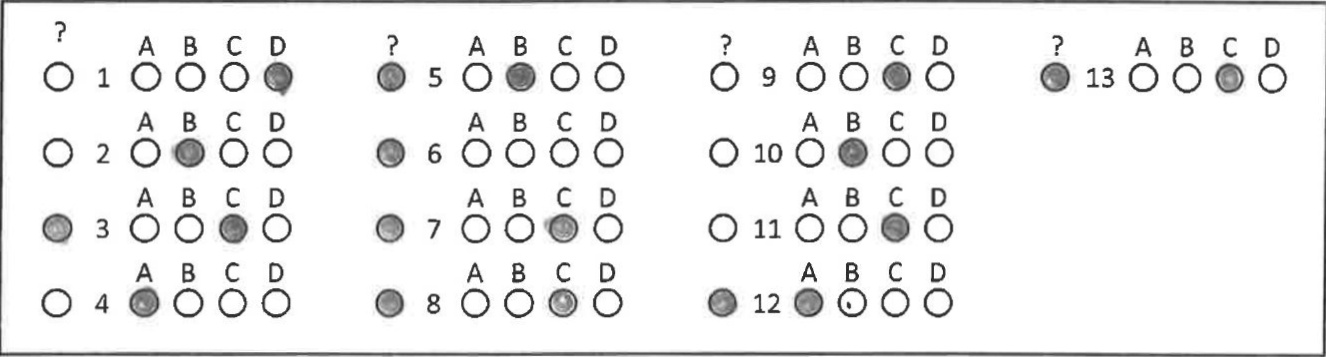 ? A B C D ? A B C D ? A B C D ? A B C D
1 5 9 13
A B C D A B C D A B C D
2 6 10
A B C D A B C D A B C D
3 7 11
A B C D A B C D A B C D
4 8 12